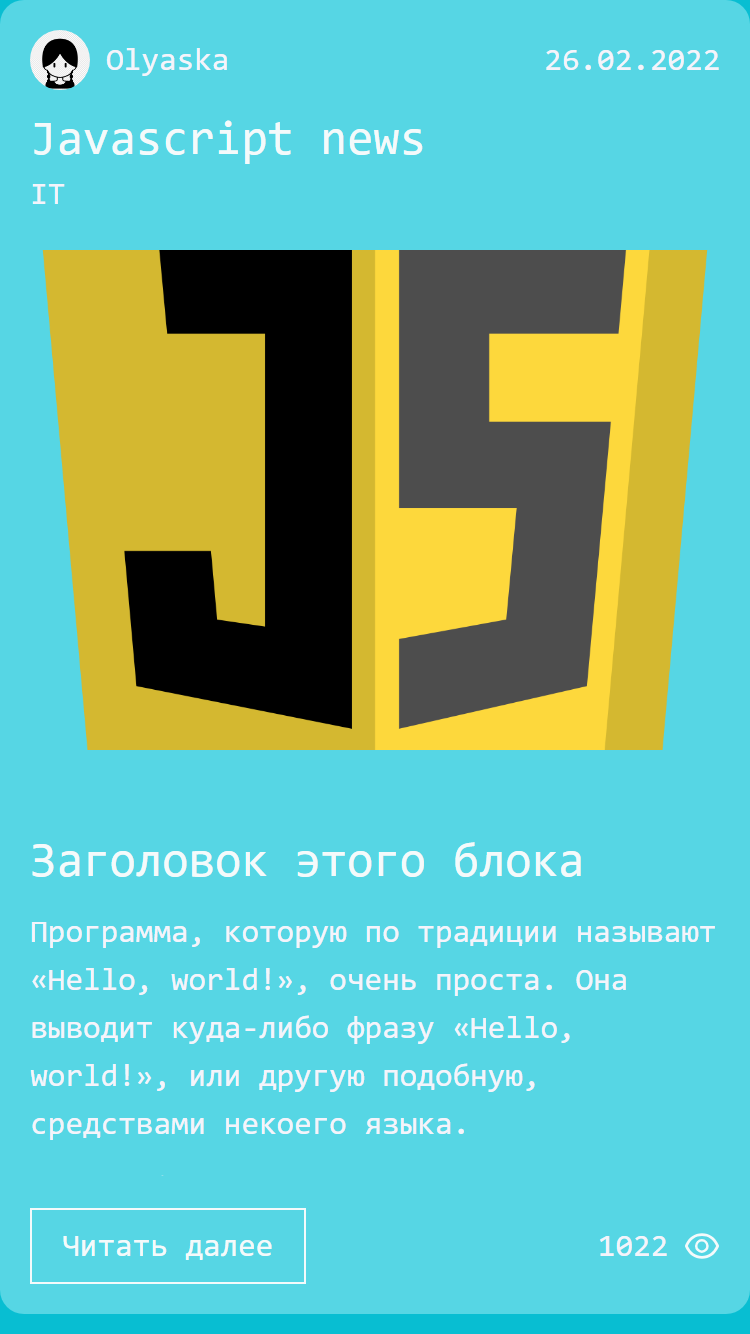 Olyaska 26.02.2022
Javascript news
IT
JS
Заголовок этого блока
Программа, которую по традиции называют
«Hello, world!», очень проста. Она
выводит куда-либо фразу «Hello,
world!», или другую подобную,
средствами некоего языка.
Читать далее 1022